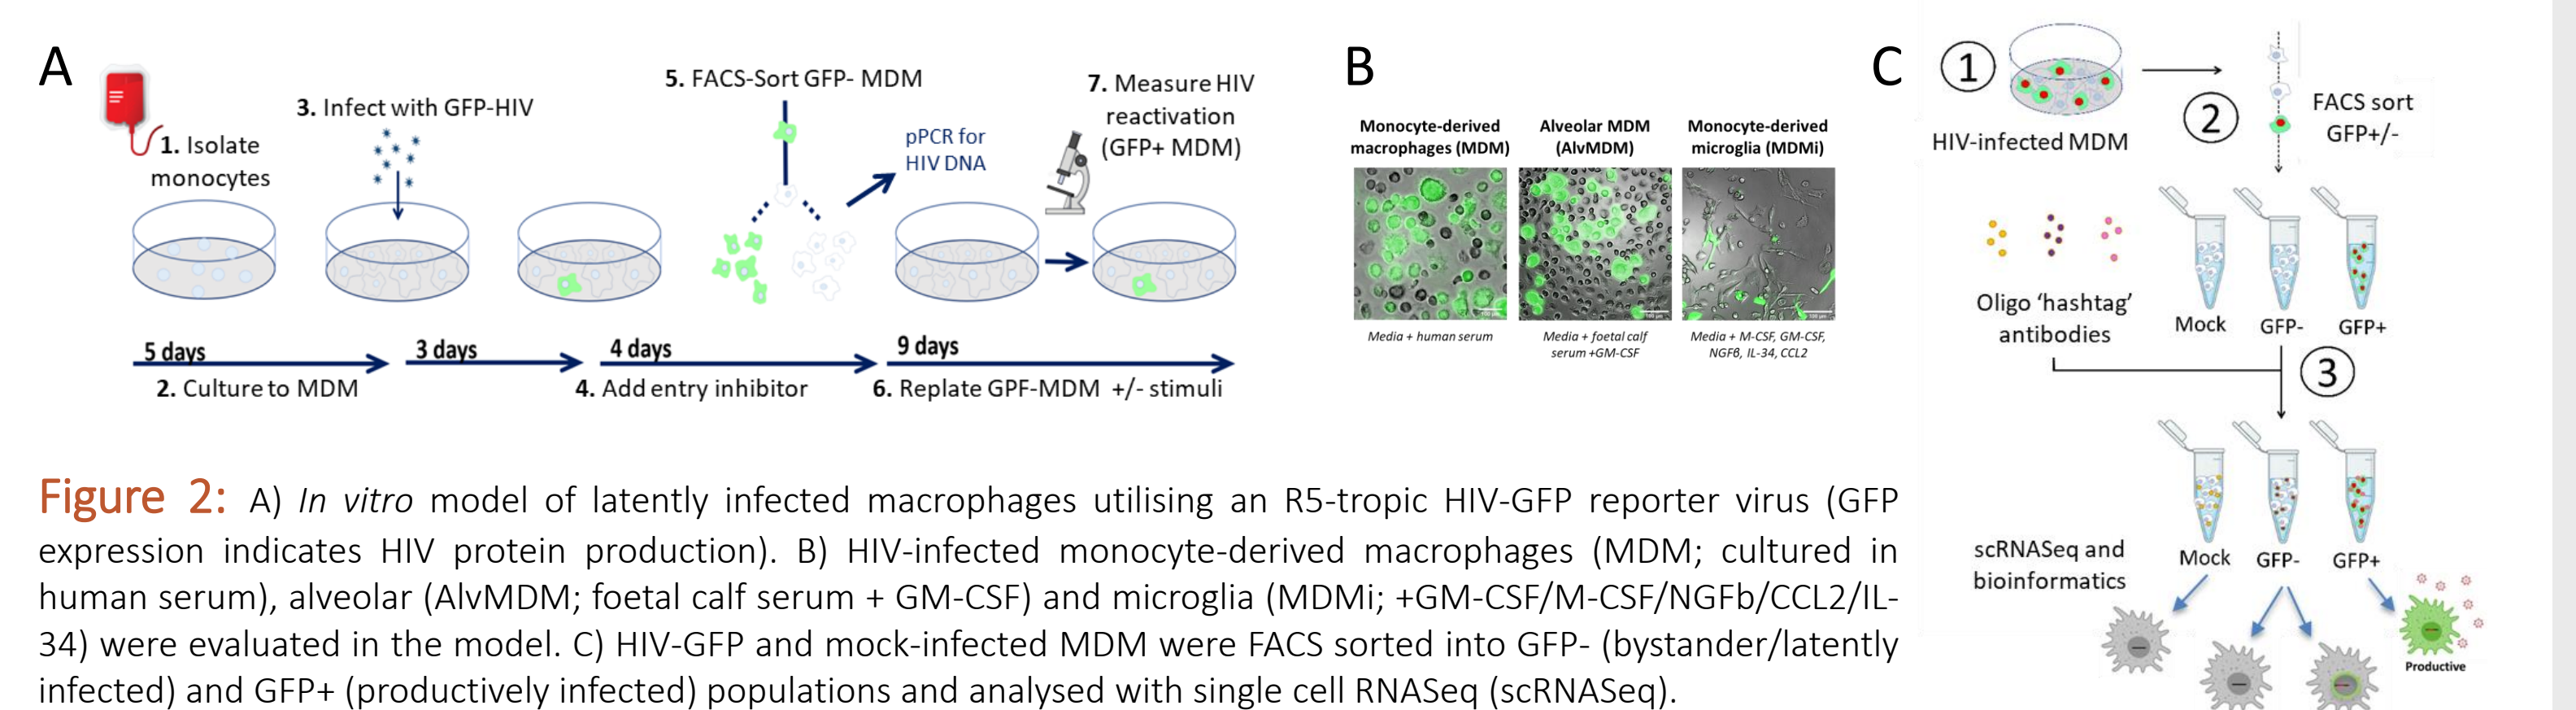 A
1. Isolate
monocytes
3. Infect with GFP-HIV
5. FACS-Sort GFP- MDM
pPCR for
HIV DNA
7. Measure HIV
reactivation
(GFP+ MDM)
5 days
3 days
4 days
9 days
2. Culture to MDM
4. Add entry inhibitor
6. Replate GPF-MDM +/- stimuli
B
Monocyte-derived
macrophages (MDM)
Alveolar MDM
(AlvMDM)
Monocyte-derived
microglia (MDMi)
Media + human serum
Media + foetal calf
serum +GM-CSF
Media + M-CSF, GM-CSF,
NGFβ, IL-34, CCL2
C
1
HIV-infected MDM
2
FACS sort
GFP+/-
Oligo ‘hashtag’
antibodies
Mock
GFP-
GFP+
3
scRNASeq and
bioinformatics
Mock
GFP-
GFP+
Productive
Figure 2: A) In vitro model of latently infected macrophages utilising an R5-tropic HIV-GFP reporter virus (GFP
expression indicates HIV protein production). B) HIV-infected monocyte-derived macrophages (MDM; cultured in
human serum), alveolar (AlvMDM; foetal calf serum + GM-CSF) and microglia (MDMi; +GM-CSF/M-CSF/NGFb/CCL2/IL-
34) were evaluated in the model. C) HIV-GFP and mock-infected MDM were FACS sorted into GFP- (bystander/latently
infected) and GFP+ (productively infected) populations and analysed with single cell RNASeq (scRNASeq).